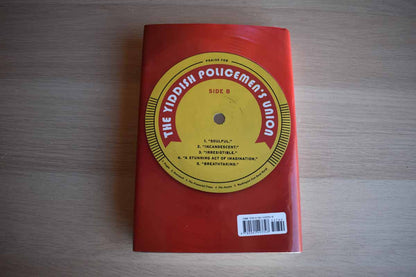 PRAISE FOR
THE YIDDISH POLICEMEN'S UNION
SIDE B
1. "SOULFUL."
2. "INCANDESCENT."
3. "IRRESISTIBLE."
4. "A STUNNING ACT OF IMAGINATION."
5. "BREATHTAKING."